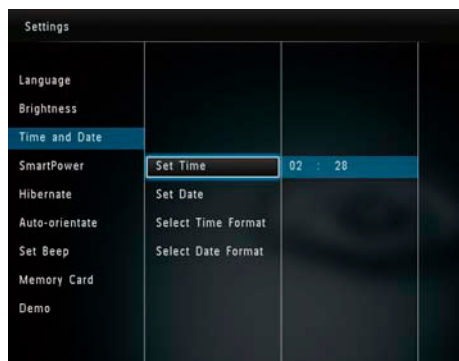 Settings
Language
Brightness
Time and Date
SmartPower
Hibernate
Auto-orientate
Set Beep
Memory Card
Demo
Set Time
Set Date
Select Time Format
Select Date Format
02 : 28